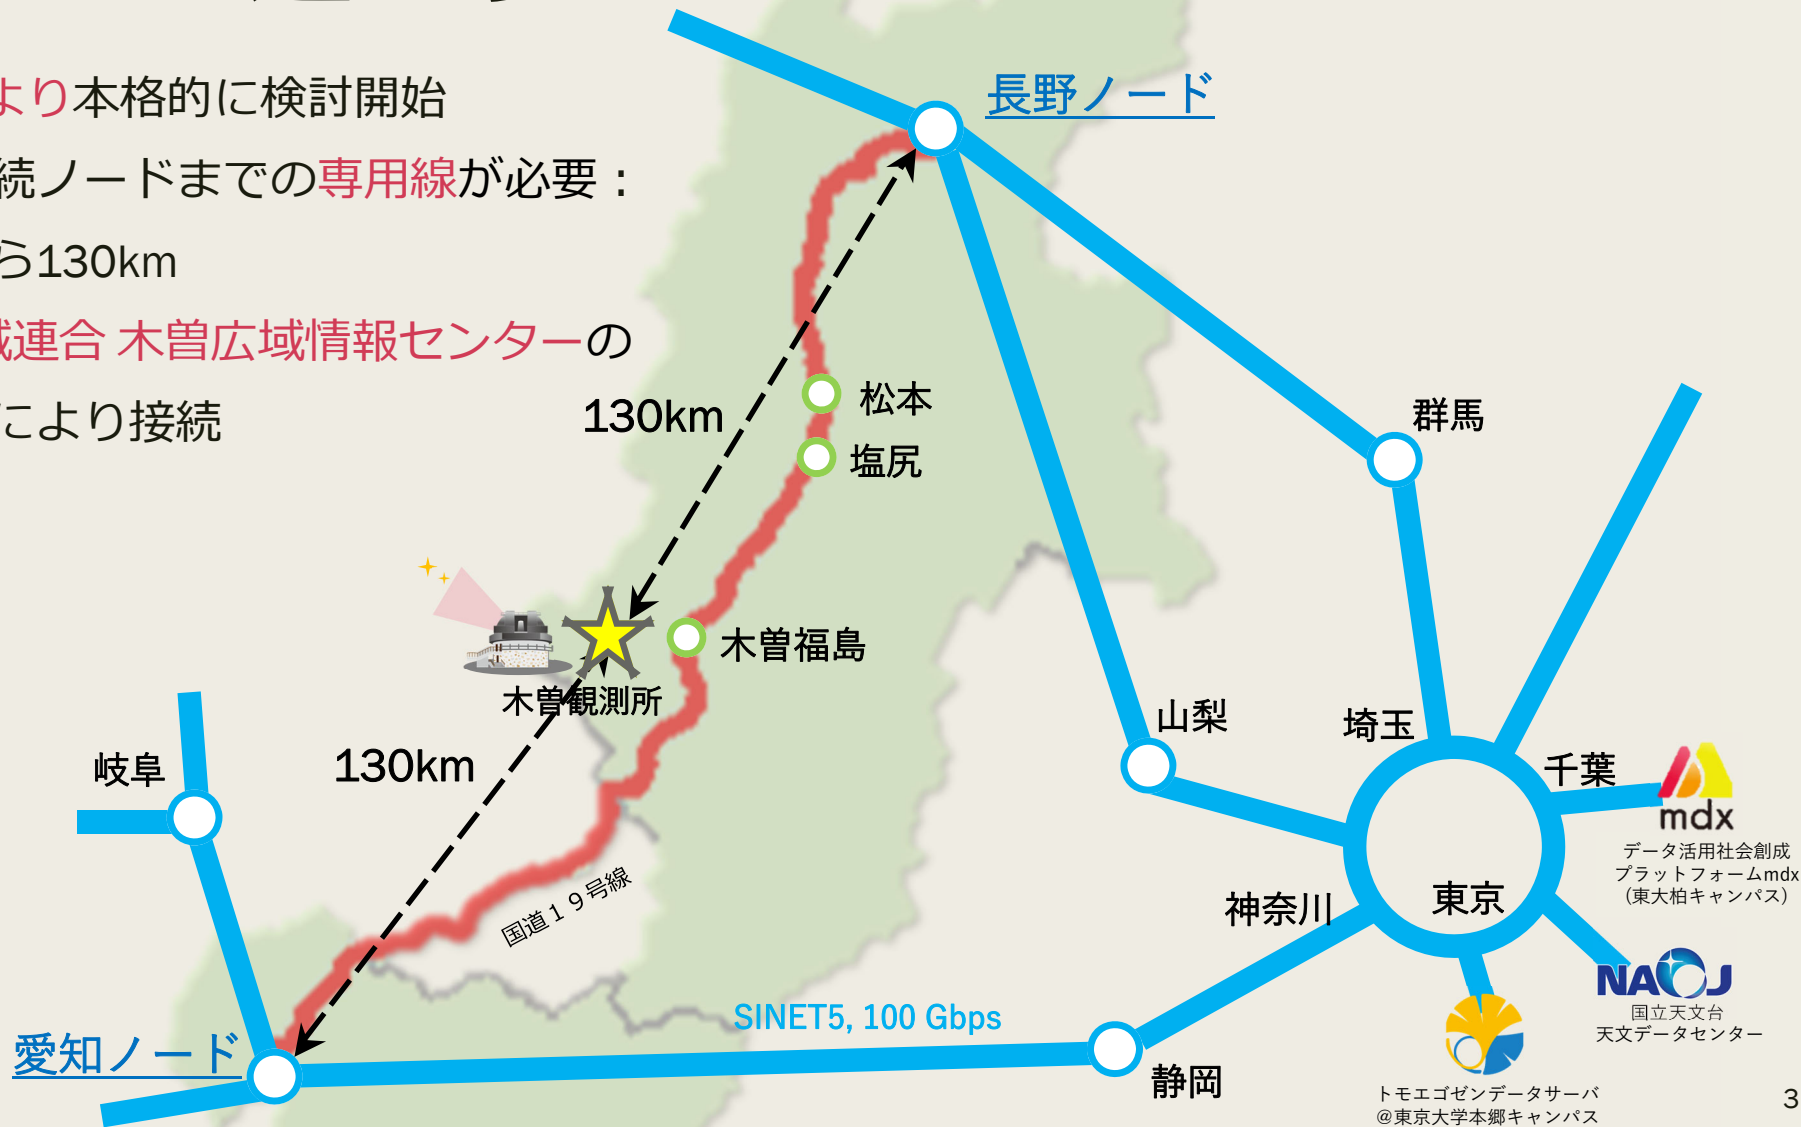 より本格的に検討開始
続ノードまでの専用線が必要：
ら130km
域連合 木曽広域情報センターの
により接続
長野ノード
130km
松本
塩尻
群馬
木曽福島
木曽観測所
山梨
埼玉
千葉
岐阜
130km
mdx
データ活用社会創成
プラットフォームmdx
(東大柏キャンパス)
国道１９号線
神奈川
東京
NAOJ
国立天文台
天文データセンター
SINET5, 100 Gbps
愛知ノード
静岡
トモエゴゼンデータサーバ
@東京大学本郷キャンパス
3